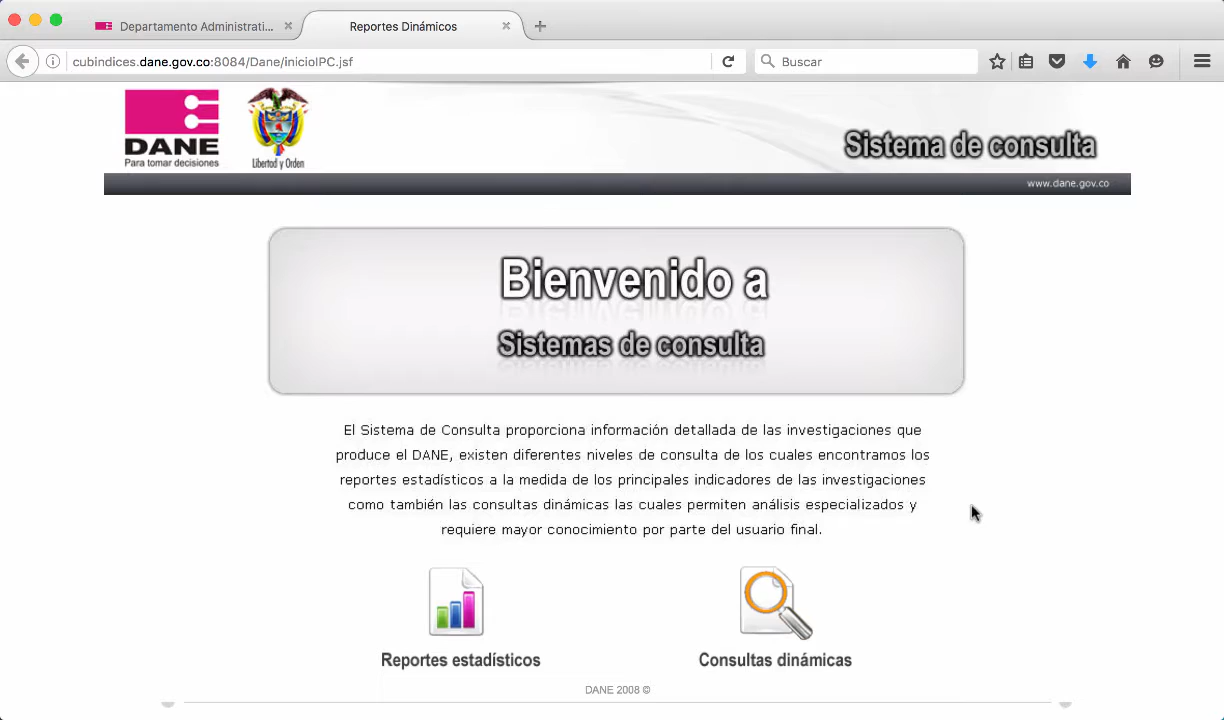 Departamento Administrati...
Reportes Dinámicos
cubindices.dane.gov.co:8084/Dane/inicioIPC.jsf
Buscar
DANE
Para tomar decisiones
Libertad y Orden
Sistema de consulta
www.dane.gov.co
Bienvenido a
Sistemas de consulta
El Sistema de Consulta proporciona información detallada de las investigaciones que
produce el DANE, existen diferentes niveles de consulta de los cuales encontramos los
reportes estadísticos a la medida de los principales indicadores de las investigaciones
como también las consultas dinámicas las cuales permiten análisis especializados y
requiere mayor conocimiento por parte del usuario final.
Reportes estadísticos
Consultas dinámicas
DANE 2008 ©